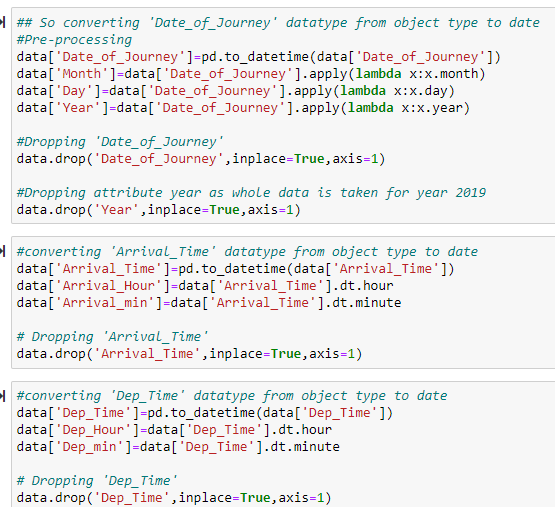 ## So converting 'Date_of_Journey' datatype from object type to date
#Pre-processing
data['Date_of_Journey']=pd.to_datetime(data['Date_of_Journey'])
data['Month']=data['Date_of_Journey'].apply(lambda x:x.month)
data['Day']=data['Date_of_Journey'].apply(lambda x:x.day)
data['Year']=data['Date_of_Journey'].apply(lambda x:x.year)
#Dropping 'Date_of_Journey'
data.drop('Date_of_Journey',inplace=True,axis=1)
#Dropping attribute year as whole data is taken for year 2019
data.drop('Year',inplace=True,axis=1)
#converting 'Arrival_Time' datatype from object type to date
data['Arrival_Time']=pd.to_datetime(data['Arrival_Time'])
data['Arrival_Hour']=data['Arrival_Time'].dt.hour
data['Arrival_min']=data['Arrival_Time'].dt.minute
# Dropping 'Arrival_Time'
data.drop('Arrival_Time',inplace=True,axis=1)
#converting 'Dep_Time' datatype from object type to date
data['Dep_Time']=pd.to_datetime(data['Dep_Time'])
data['Dep_Hour']=data['Dep_Time'].dt.hour
data['Dep_min']=data['Dep_Time'].dt.minute
# Dropping 'Dep_Time'
data.drop('Dep_Time',inplace=True,axis=1)